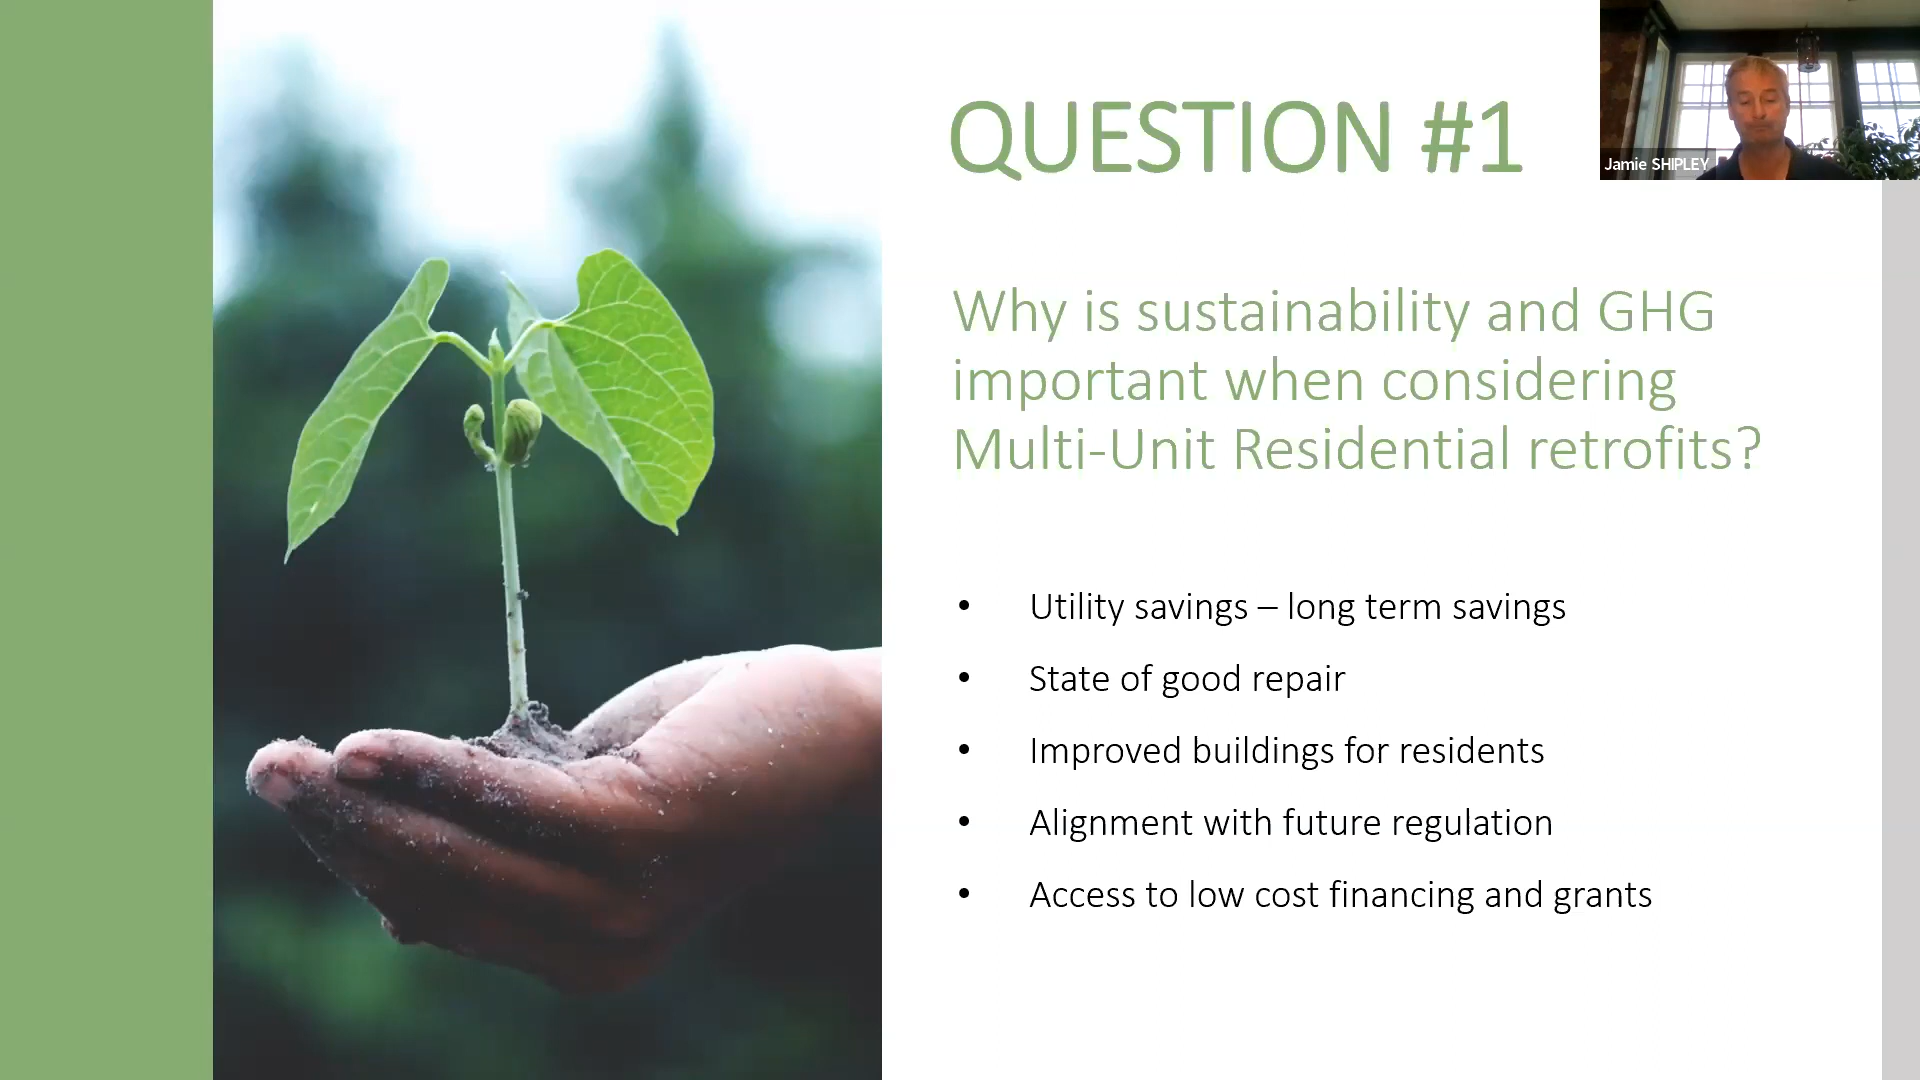 QUESTION #1
Jamie SHIPLEY
Why is sustainability and GHG
important when considering
Multi-Unit Residential retrofits?
• Utility savings – long term savings
• State of good repair
• Improved buildings for residents
• Alignment with future regulation
• Access to low cost financing and grants